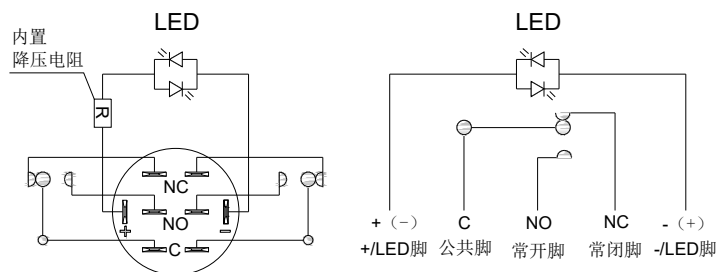 LED
内置
降压电阻
R
NC
NO
+
-
C
LED
+（-） C NO NC -（+）
+/LED脚 公共脚 常开脚 常闭脚 -/LED脚